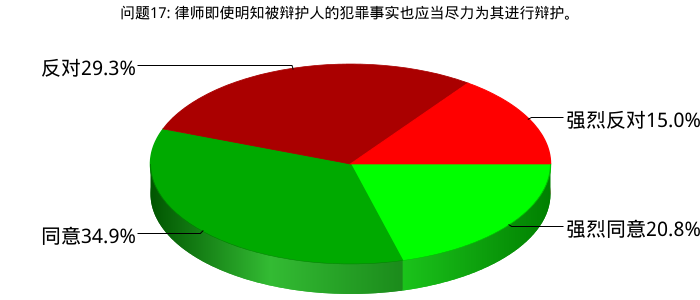 问题17: 律师即使明知被辩护人的犯罪事实也应当尽力为其进行辩护。
反对29.3%
强烈反对15.0%
同意34.9%
强烈同意20.8%